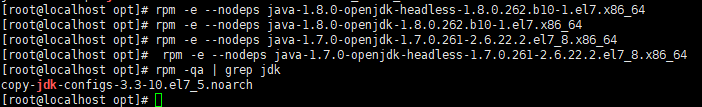 [root@localhost opt]# rpm -e --nodeps java-1.8.0-openjdk-headless-1.8.0.262.b10-1.el7.x86_64
[root@localhost opt]# rpm -e --nodeps java-1.8.0-openjdk-1.8.0.262.b10-1.el7.x86_64
[root@localhost opt]# rpm -e --nodeps java-1.7.0-openjdk-1.7.0.261-2.6.22.2.el7_8.x86_64
[root@localhost opt]#  rpm -e --nodeps java-1.7.0-openjdk-headless-1.7.0.261-2.6.22.2.el7_8.x86_64
[root@localhost opt]# rpm -qa | grep jdk
copy-jdk-configs-3.3-10.el7_5.noarch
[root@localhost opt]#